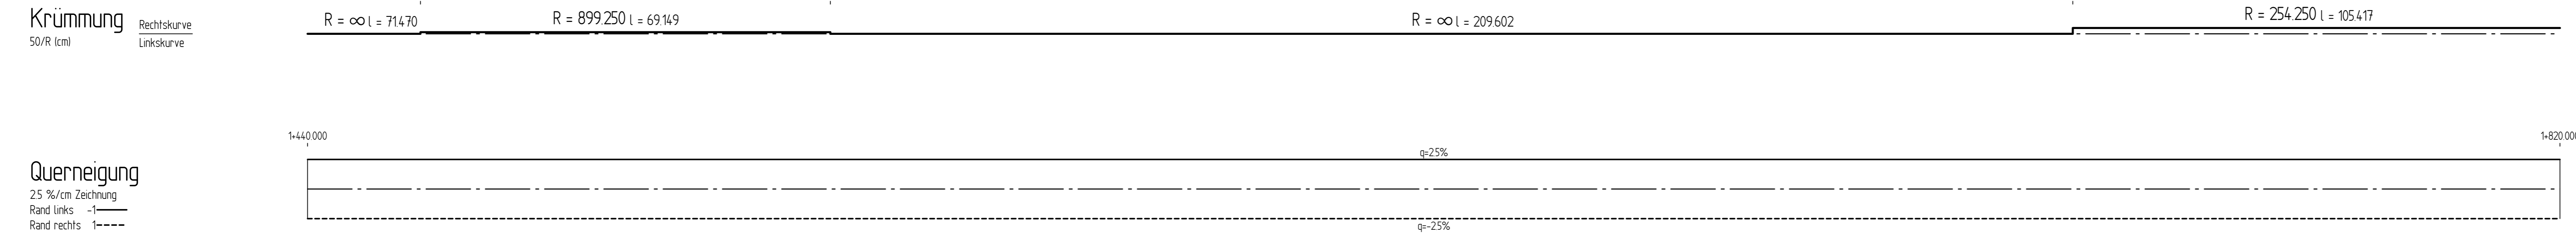 Krümmung
Rechtskurve
Linkskurve
50/R (cm)
R = ∞ l = 71.470
R = 899.250 l = 69.149
R = ∞ l = 209.602
R = 254.250 l = 105.417
1+440.000
1+820.000
Querneigung
2.5 %/cm Zeichnung
Rand links -1
Rand rechts 1
q=2.5%
q=-2.5%